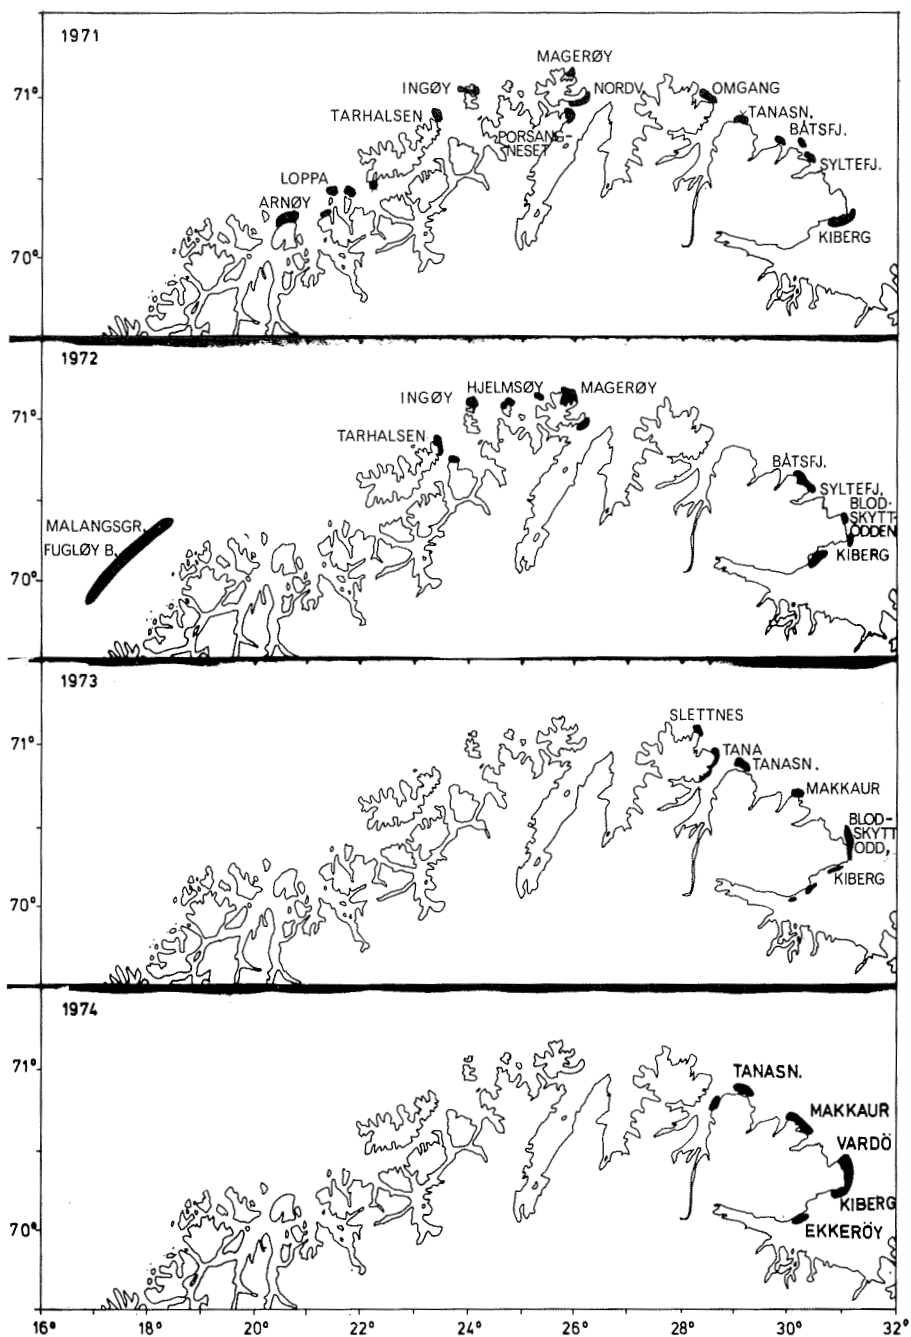 1971
MAGERØY
INGØY
NORDV.
OMGANG
71°
TARHALSEN
TANASN.
PORSANG-
NESET
BÅTSFJ.
SYLTEFJ.
LOPPA
ARNØY
KIBERG
70°
1972
HJELMSØY
MAGERØY
INGØY
71°
TARHALSEN
BÅTSFJ.
SYLTEFJ.
BLOD-
SKYTT-
ODDEN
MALANGSGR.
FUGLØY B.
KIBERG
70°
1973
SLETTNES
71°
TANA
TANASN.
MAKKAUR
BLOD-
SKYTT
ODD.
KIBERG
70°
1974
71°
TANASN.
MAKKAUR
VARDÖ
KIBERG
70°
EKKERÖY
16° 18° 20° 22° 24° 26° 28° 30° 32°